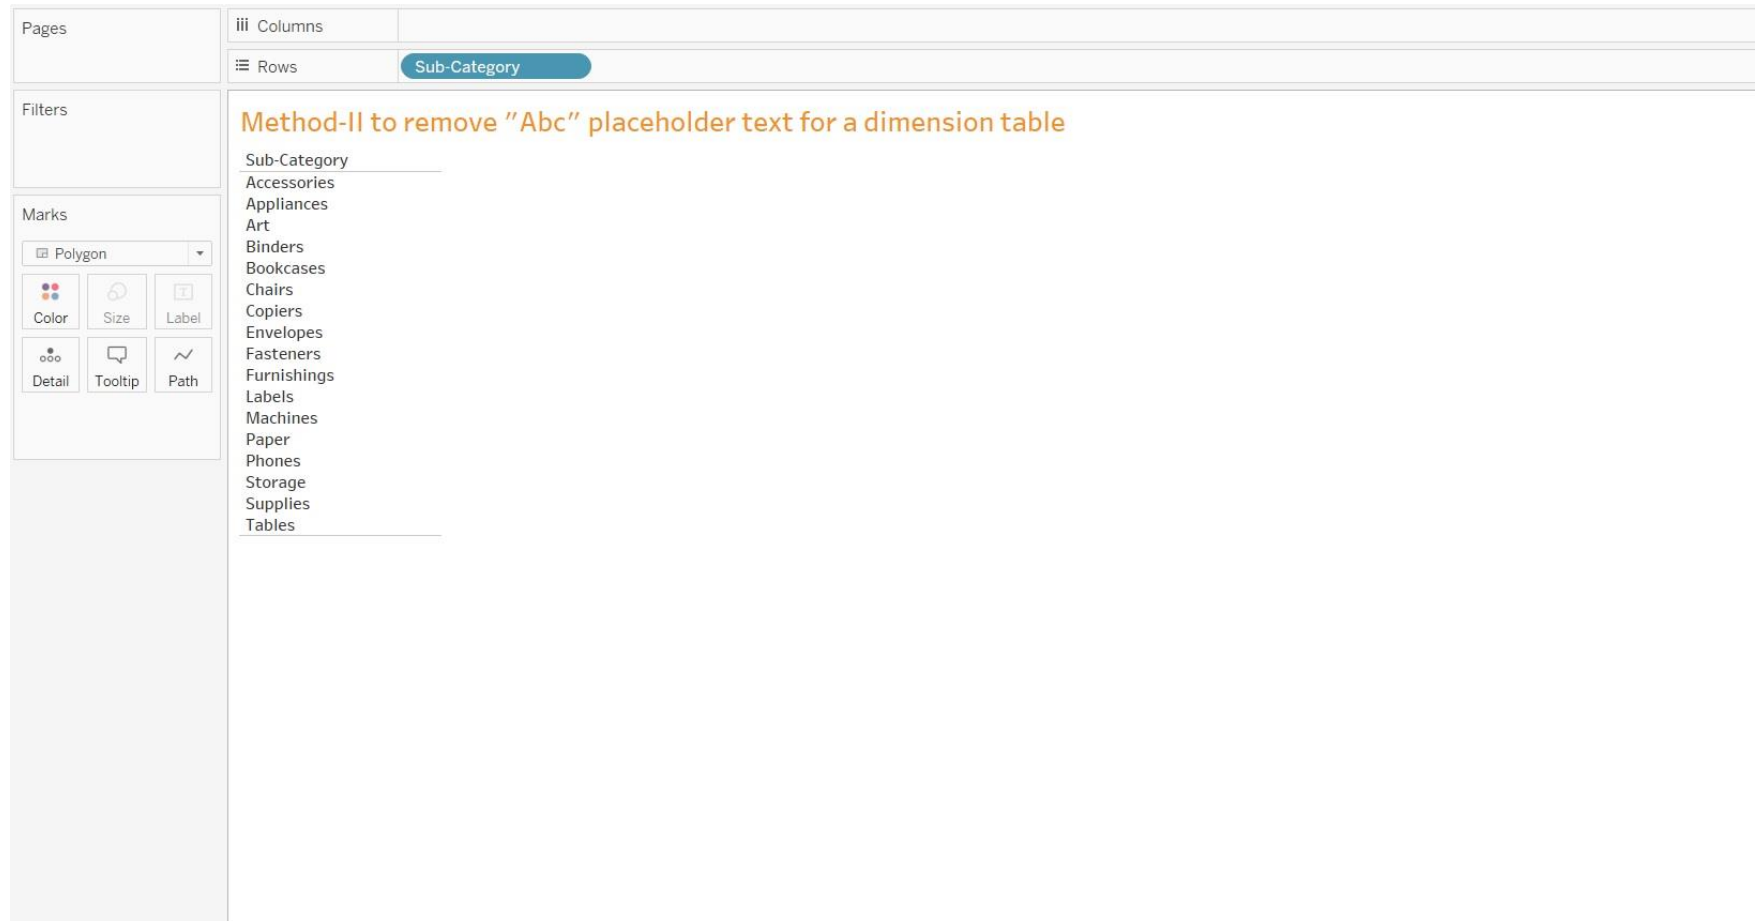 Pages
iii Columns
Rows
Sub-Category
Filters
Method-II to remove "Abc" placeholder text for a dimension table
Sub-Category
Accessories
Appliances
Art
Binders
Bookcases
Chairs
Copiers
Envelopes
Fasteners
Furnishings
Labels
Machines
Paper
Phones
Storage
Supplies
Tables
Marks
Polygon
Color Size Label
Detail Tooltip Path